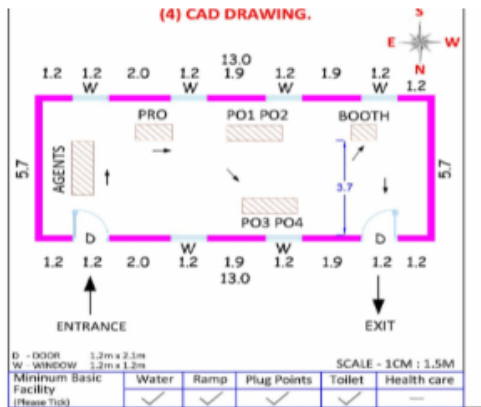 (4) CAD DRAWING.
S
E W
N
13.0
1.2 1.2 2.0 1.2 1.9 1.2 1.9 1.2
W W W W 1.2
PRO PO1 PO2 BOOTH
5.7 AGENTS 3.7 5.7
PO3 PO4
D W W D
1.2 1.2 2.0 1.2 1.9 1.2 1.9 1.2 1.2
13.0
ENTRANCE EXIT
D - DOOR 1.2m x 2.1m
W - WINDOW 1.2m x 1.2m SCALE - 1CM : 1.5M
Mininum Basic Facility Water Ramp Plug Points Toilet Health care
(Please Tick) ✓ ✓ ✓ ✓ —